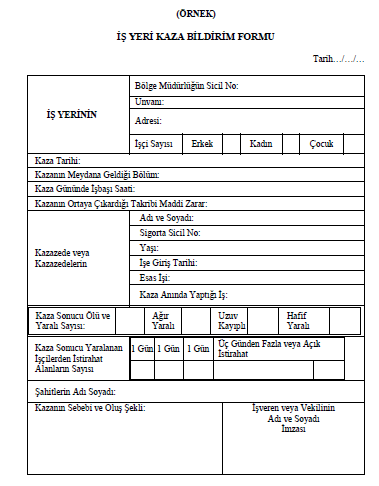 (ÖRNEK)
İŞ YERİ KAZA BİLDİRİM FORMU
Tarih…/…/…
İŞ YERİNİN
Bölge Müdürlüğün Sicil No:
Unvanı:
Adresi:
İşçi Sayısı Erkek Kadın Çocuk
Kaza Tarihi:
Kazanın Meydana Geldiği Bölüm:
Kaza Gününde İşbaşı Saati:
Kazanın Ortaya Çıkardığı Takribi Maddi Zarar:
Kazazede veya
Kazazedelerin
Adı ve Soyadı:
Sigorta Sicil No:
Yaşı:
İşe Giriş Tarihi:
Esas İşi:
Kaza Anında Yaptığı İş:
Kaza Sonucu Ölü ve
Yaralı Sayısı:
Ağır
Yaralı
Uzuv
Kayıplı
Hafif
Yaralı
Kaza Sonucu Yaralanan
İşçilerden İstirahat
Alanların Sayısı
1 Gün 1 Gün 1 Gün
Üç Günden Fazla veya Açık
İstirahat
Şahitlerin Adı Soyadı:
Kazanın Sebebi ve Oluş Şekli:
İşveren veya Vekilinin
Adı ve Soyadı
İmzası